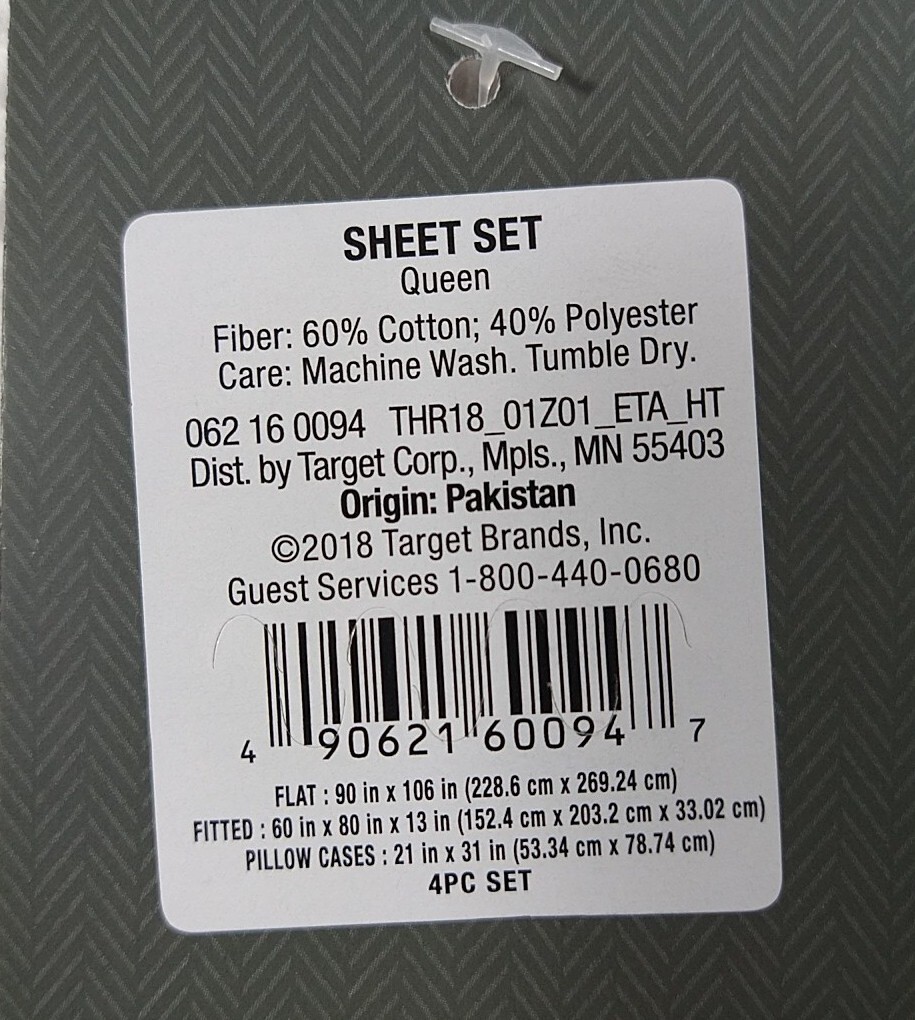 SHEET SET
Queen
Fiber: 60% Cotton; 40% Polyester
Care: Machine Wash. Tumble Dry.
062 16 0094 THR18_01Z01_ETA_HT
Dist. by Target Corp., Mpls., MN 55403
Origin: Pakistan
©2018 Target Brands, Inc.
Guest Services 1-800-440-0680
4 90621 60094 7
FLAT : 90 in x 106 in (228.6 cm x 269.24 cm)
FITTED : 60 in x 80 in x 13 in (152.4 cm x 203.2 cm x 33.02 cm)
PILLOW CASES : 21 in x 31 in (53.34 cm x 78.74 cm)
4PC SET